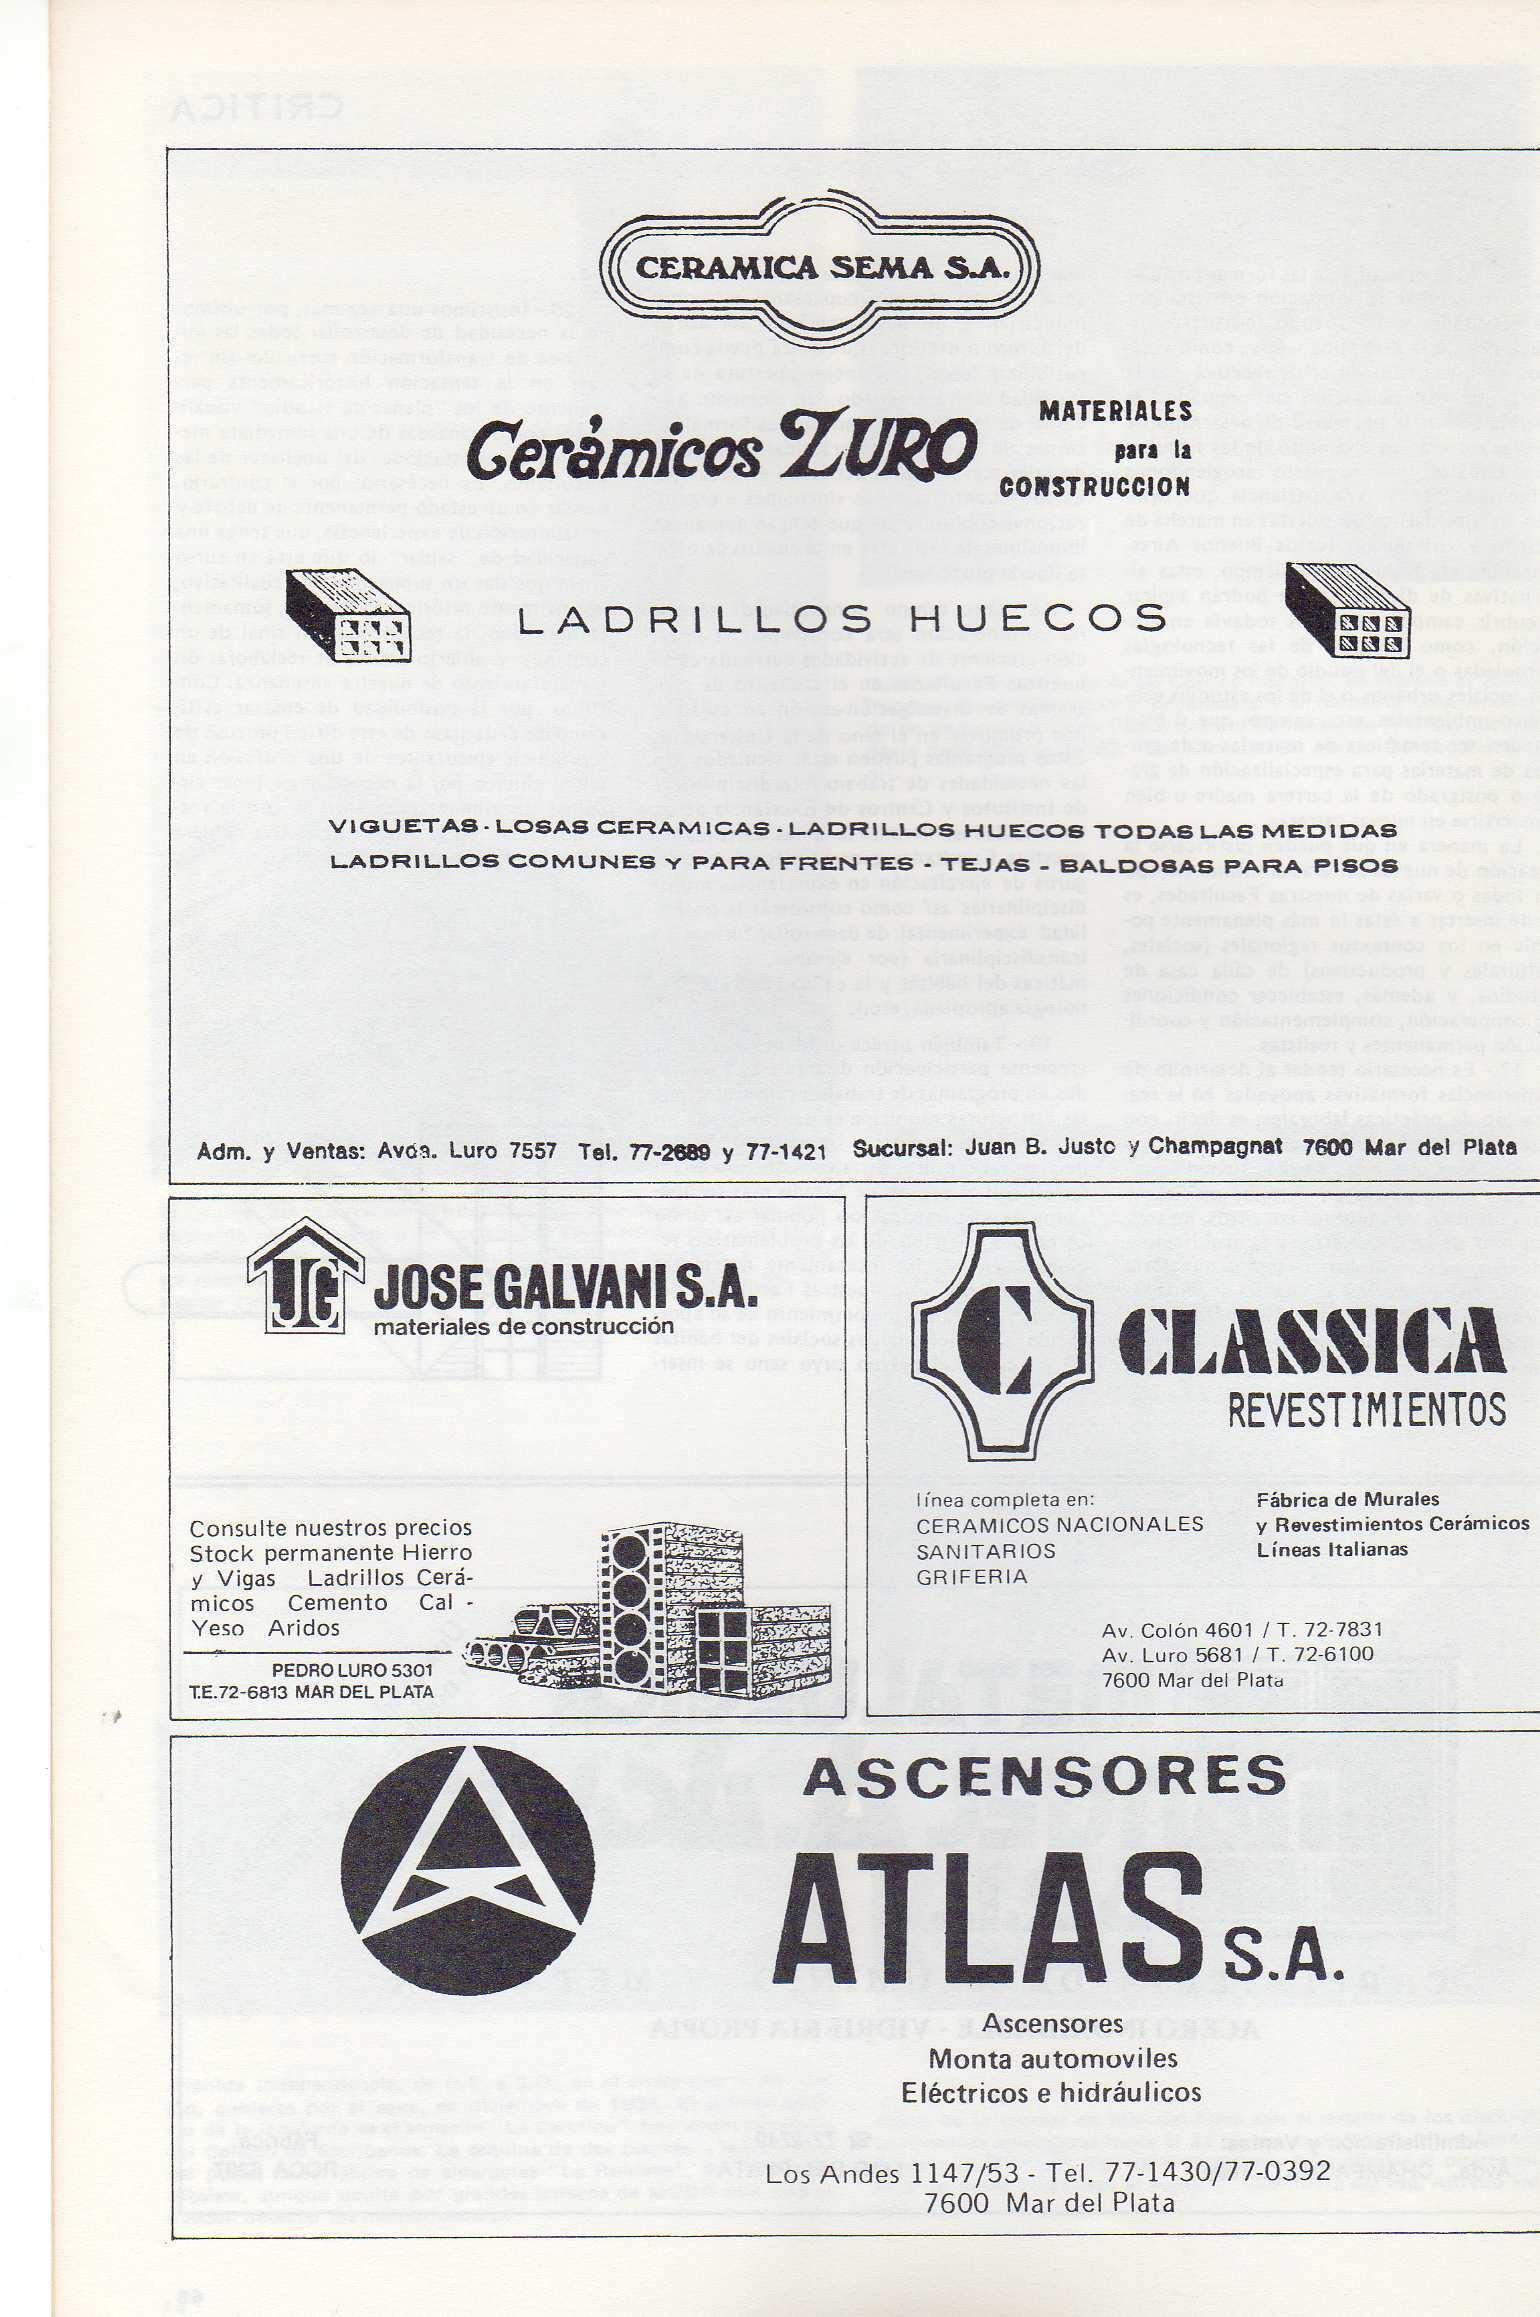 CERAMICA SEMA S.A.
Cerámicos ZURO
MATERIALES
para la
CONSTRUCCION
LADRILLOS HUECOS
VIGUETAS - LOSAS CERAMICAS - LADRILLOS HUECOS TODAS LAS MEDIDAS
LADRILLOS COMUNES Y PARA FRENTES - TEJAS - BALDOSAS PARA PISOS
Adm. y Ventas: Avda. Luro 7557 Tel. 77-2689 y 77-1421 Sucursal: Juan B. Justo y Champagnat 7600 Mar del Plata
JG JOSE GALVANI S.A.
materiales de construcción
Consulte nuestros precios
Stock permanente Hierro
y Vigas Ladrillos Cerá-
micos Cemento Cal -
Yeso Aridos
PEDRO LURO 5301
T.E.72-6813 MAR DEL PLATA
C CLASSICA
REVESTIMIENTOS
línea completa en:
CERAMICOS NACIONALES
SANITARIOS
GRIFERIA
Fábrica de Murales
y Revestimientos Cerámicos
Líneas Italianas
Av. Colón 4601 / T. 72-7831
Av. Luro 5681 / T. 72-6100
7600 Mar del Plata
A
ASCENSORES
ATLAS S.A.
Ascensores
Monta automoviles
Eléctricos e hidráulicos
Los Andes 1147/53 - Tel. 77-1430/77-0392
7600 Mar del Plata